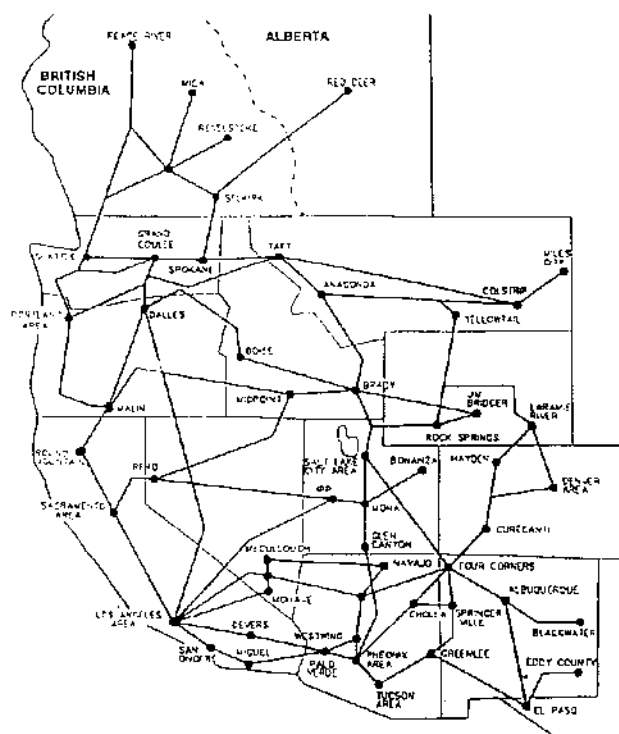 PEACE RIVER
ALBERTA
BRITISH
COLUMBIA
MICA
RED DEER
REVELSTOKE
SELKIRK
SEATTLE
GRAND
COULEE
SPOKANE
TAFT
MILES
CITY
ANACONDA
COLSTRIP
PORTLAND
AREA
DALLES
YELLOWTAIL
BOISE
MIDPOINT
BRADY
JIM
BRIDGER
LARAMIE
RIVER
MALIN
ROCK SPRINGS
ROUND
MOUNTAIN
RENO
SALT LAKE
CITY AREA
BONANZA
HAYDEN
DENVER
AREA
IPP
MONA
SACRAMENTO
AREA
CURECANTI
GLEN
CANYON
McCULLOUGH
NAVAJO
FOUR CORNERS
MOHAVE
ALBUQUERQUE
LOS ANGELES
AREA
CHOLLA
SPRINGER
VILLE
BLACKWATER
DEVERS
WESTWING
SAN
ONOFRE
MIGUEL
PALO
VERDE
PHEONIX
AREA
GREENLEE
EDDY COUNTY
TUCSON
AREA
EL PASO